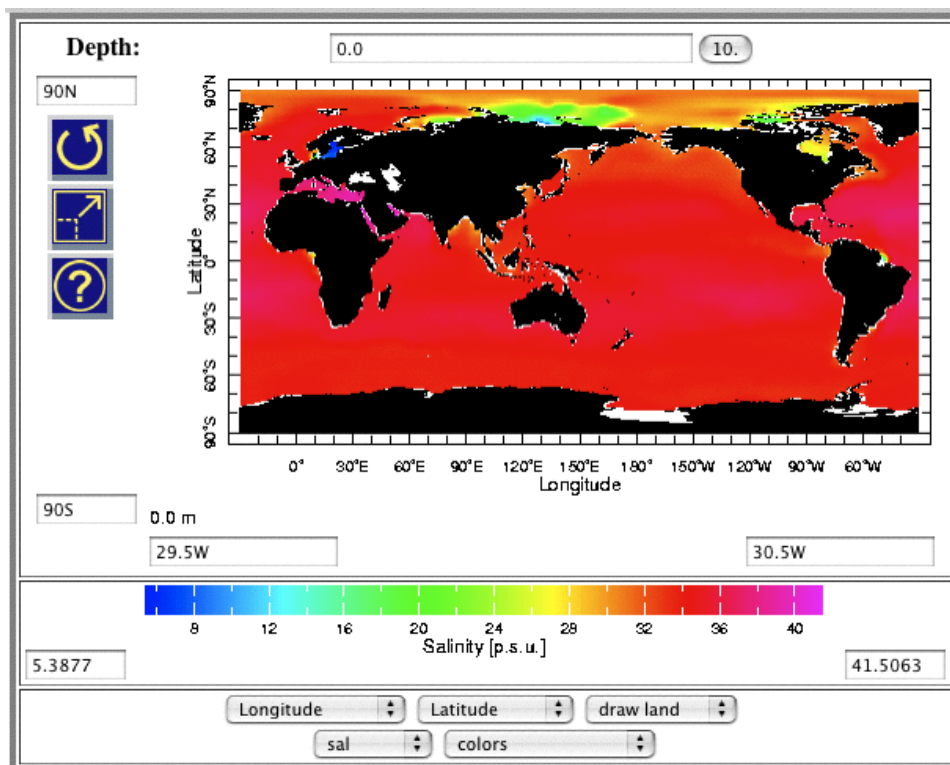 Depth:
0.0
10.
90N
?
90°N
60°N
30°N
0°
30°S
60°S
90°S
Latitude
0° 30°E 60°E 90°E 120°E 150°E 180° 150°W 120°W 90°W 60°W
Longitude
90S
0.0 m
29.5W
30.5W
8 12 16 20 24 28 32 36 40
Salinity [p.s.u.]
5.3877
41.5063
Longitude Latitude draw land
sal colors